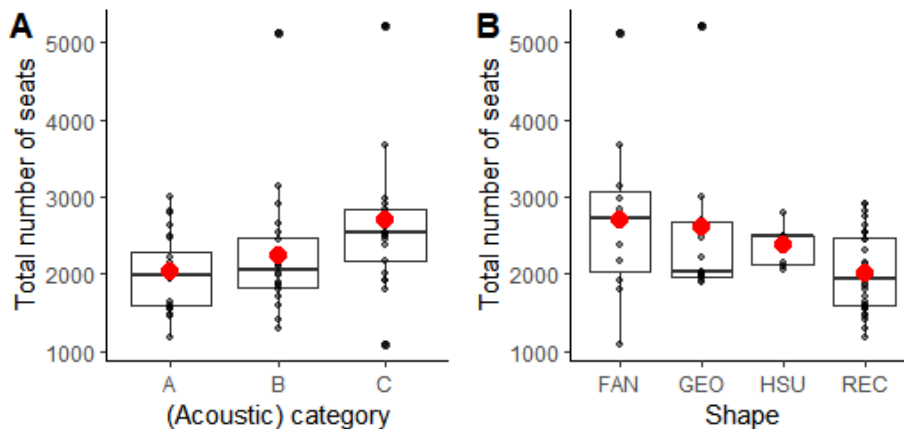 A
Total number of seats
5000
4000
3000
2000
1000
A B C
(Acoustic) category
B
Total number of seats
5000
4000
3000
2000
1000
FAN GEO HSU REC
Shape